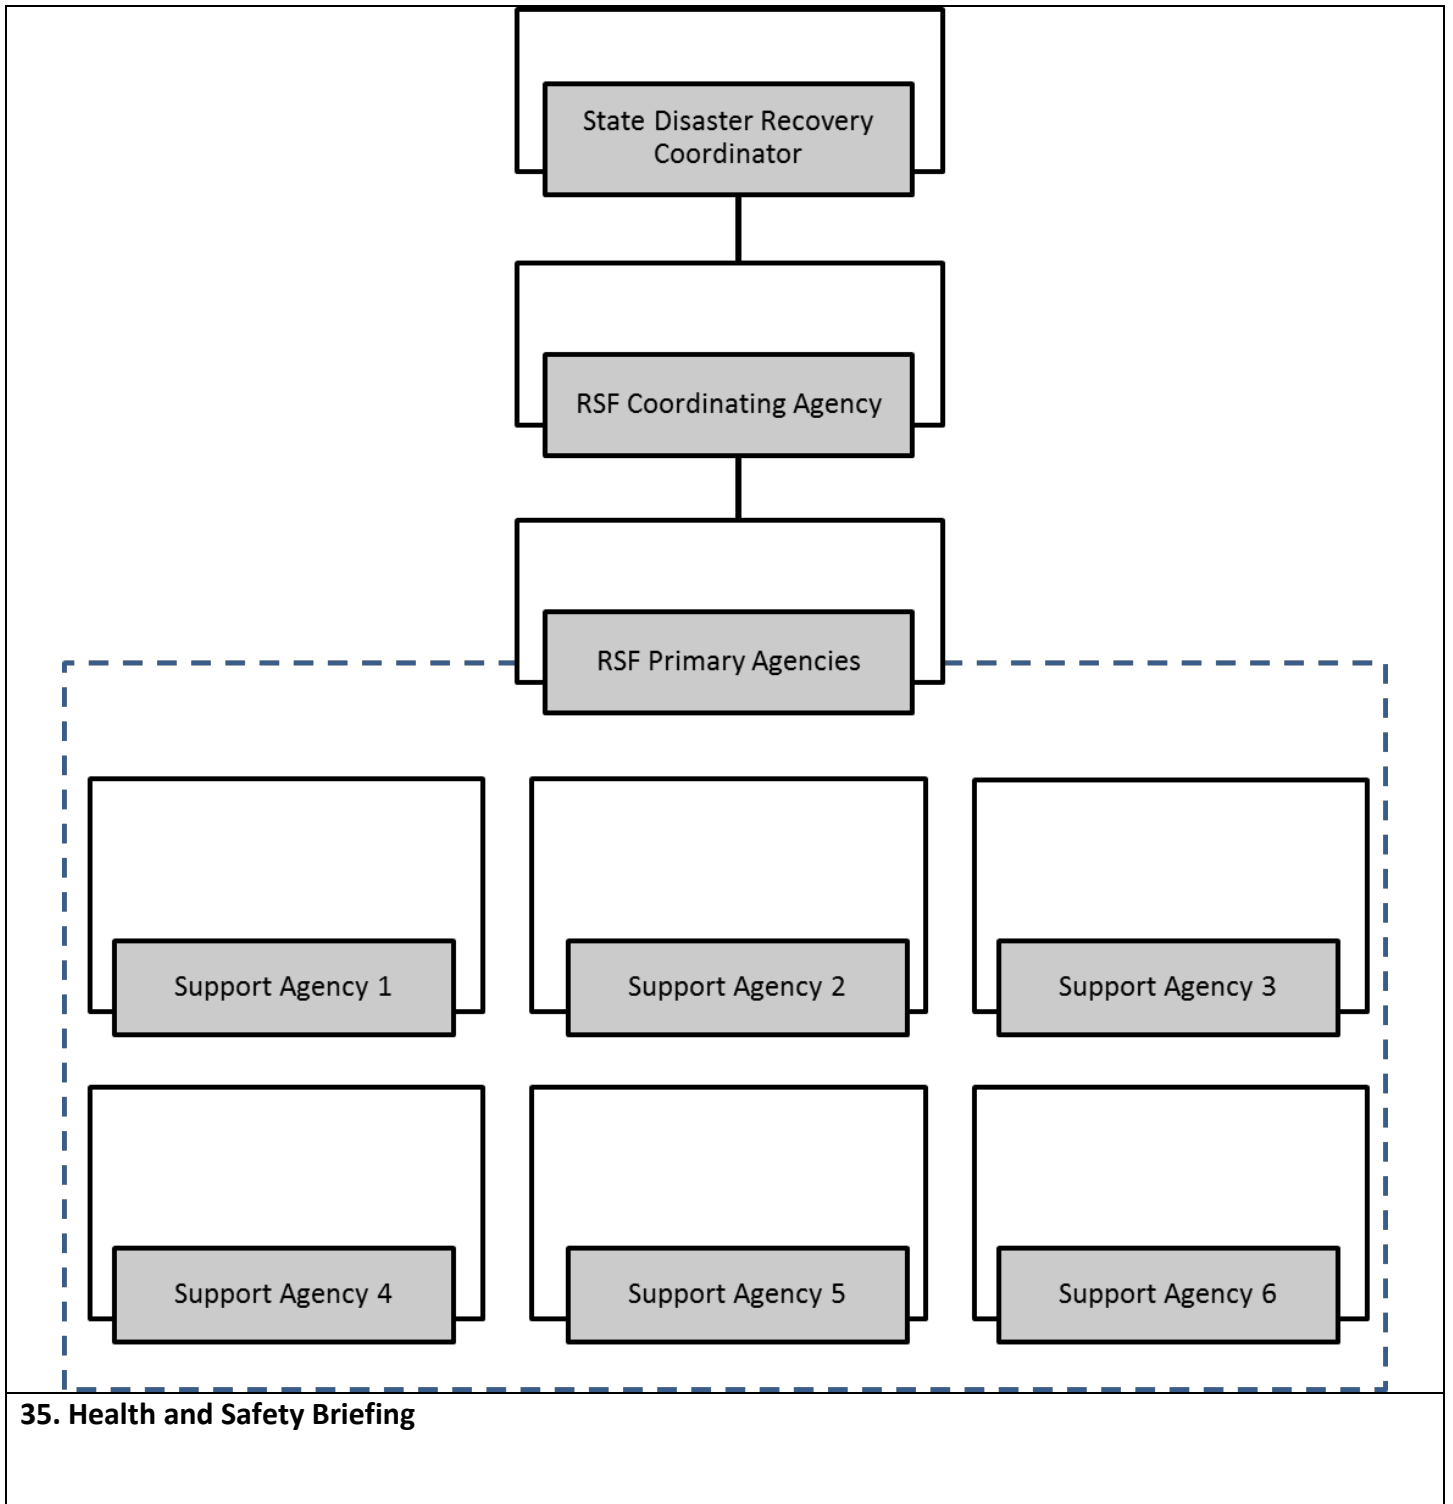 State Disaster Recovery
Coordinator
RSF Coordinating Agency
RSF Primary Agencies
Support Agency 1
Support Agency 2
Support Agency 3
Support Agency 4
Support Agency 5
Support Agency 6
35. Health and Safety Briefing